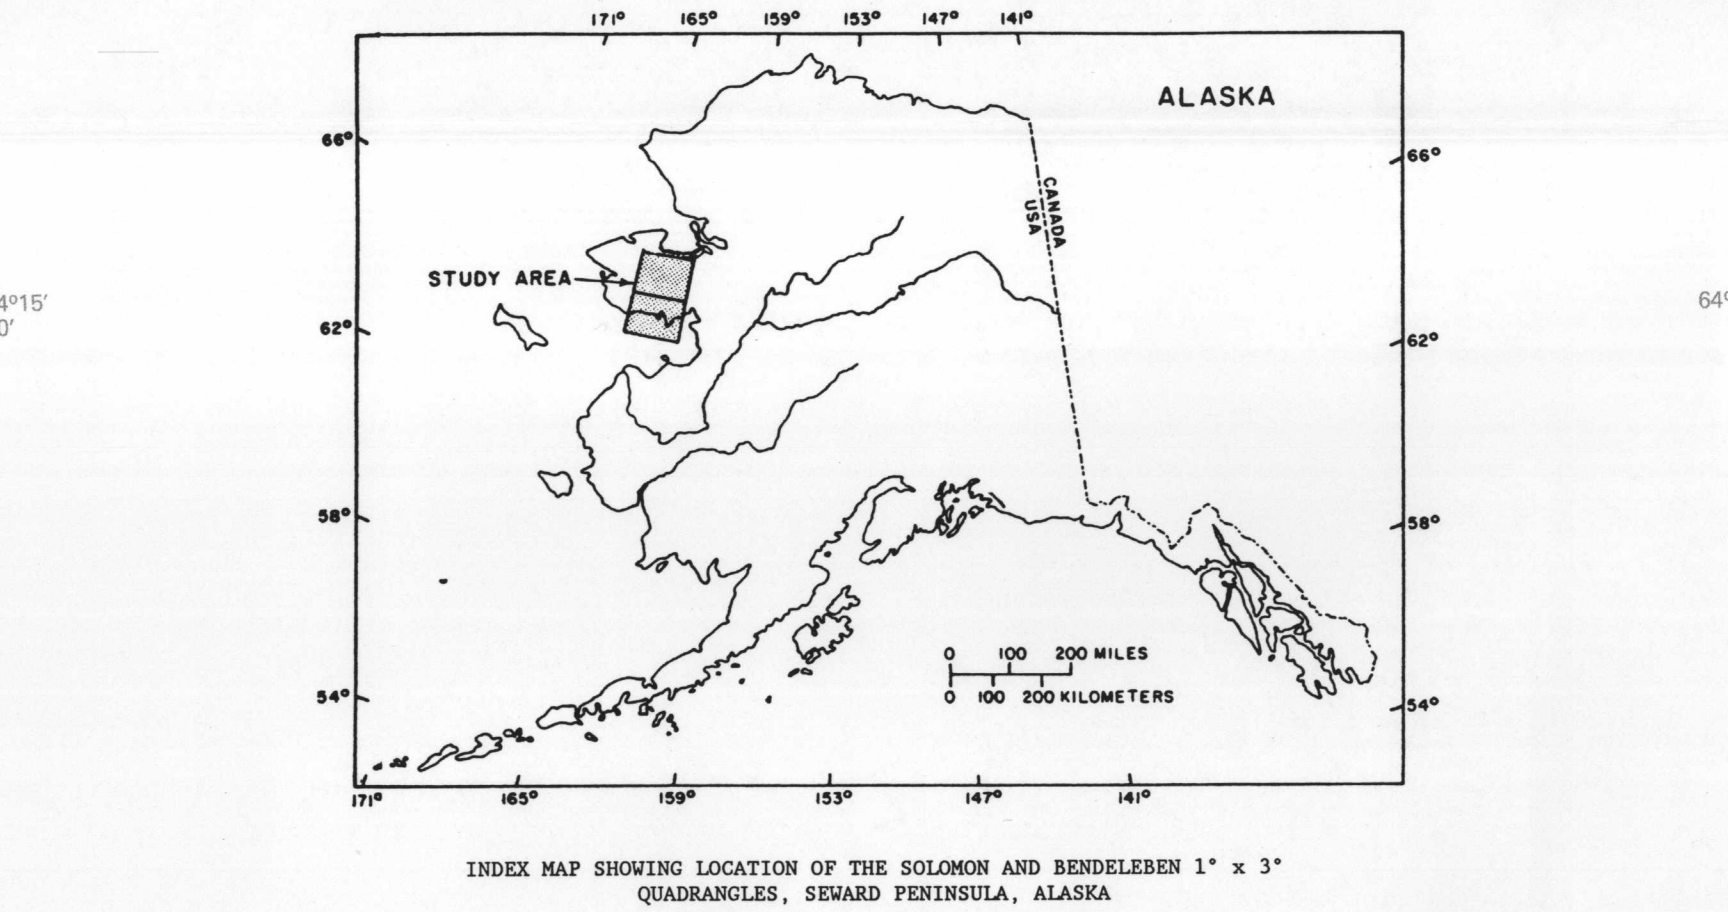 171° 165° 159° 153° 147° 141°
ALASKA
66°
66°
CANADA
USA
STUDY AREA
4°15'
0'
64°
62°
62°
58°
58°
0 100 200 MILES
0 100 200 KILOMETERS
54°
54°
171° 165° 159° 153° 147° 141°
INDEX MAP SHOWING LOCATION OF THE SOLOMON AND BENDELEBEN 1° x 3°
QUADRANGLES, SEWARD PENINSULA, ALASKA